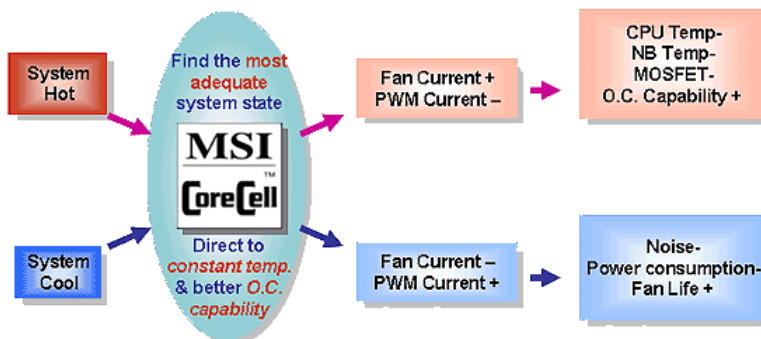 System
Hot
Find the most
adequate
system state
MSI
CoreCell™
Direct to
constant temp.
& better O.C.
capability
System
Cool
Fan Current +
PWM Current –
CPU Temp-
NB Temp-
MOSFET-
O.C. Capability +
Fan Current –
PWM Current +
Noise-
Power consumption-
Fan Life +